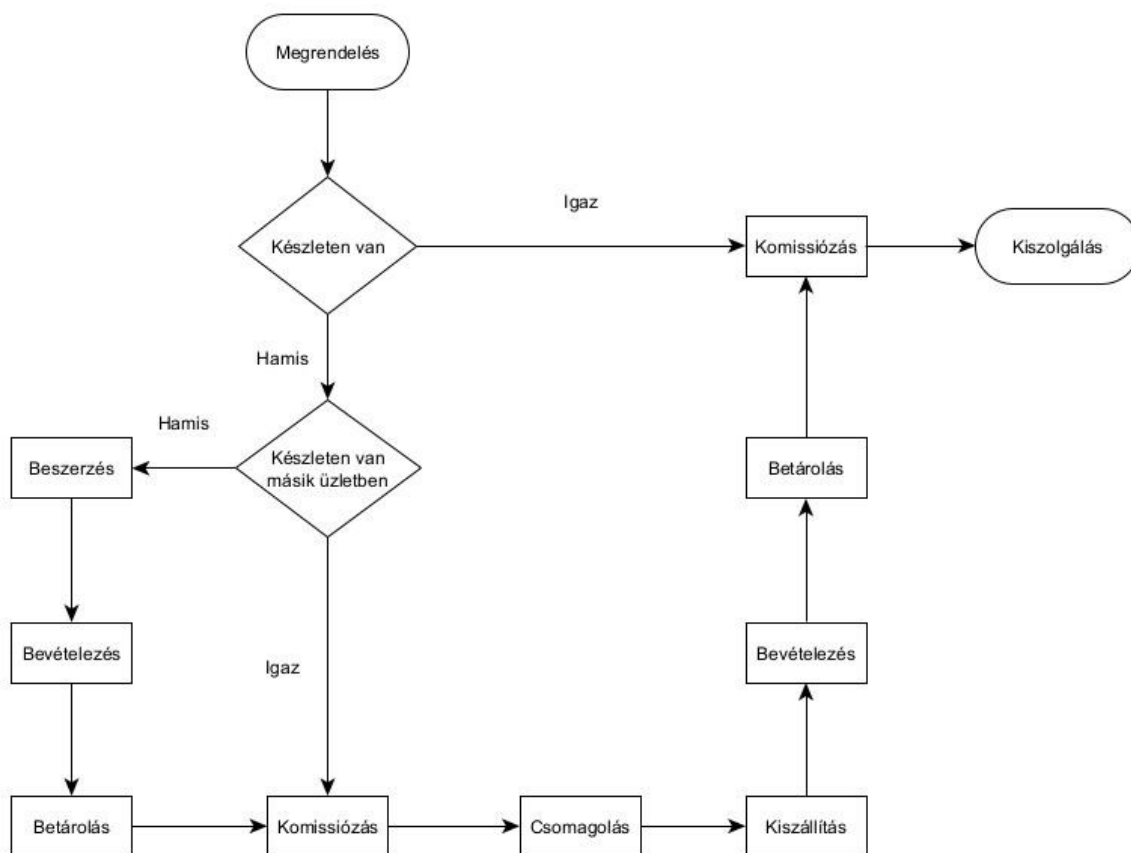 Megrendelés
Igaz
Készleten van
Komissiózás
Kiszolgálás
Hamis
Hamis
Beszerzés
Készleten van
másik üzletben
Betárolás
Bevételezés
Igaz
Bevételezés
Betárolás
Komissiózás
Csomagolás
Kiszállítás